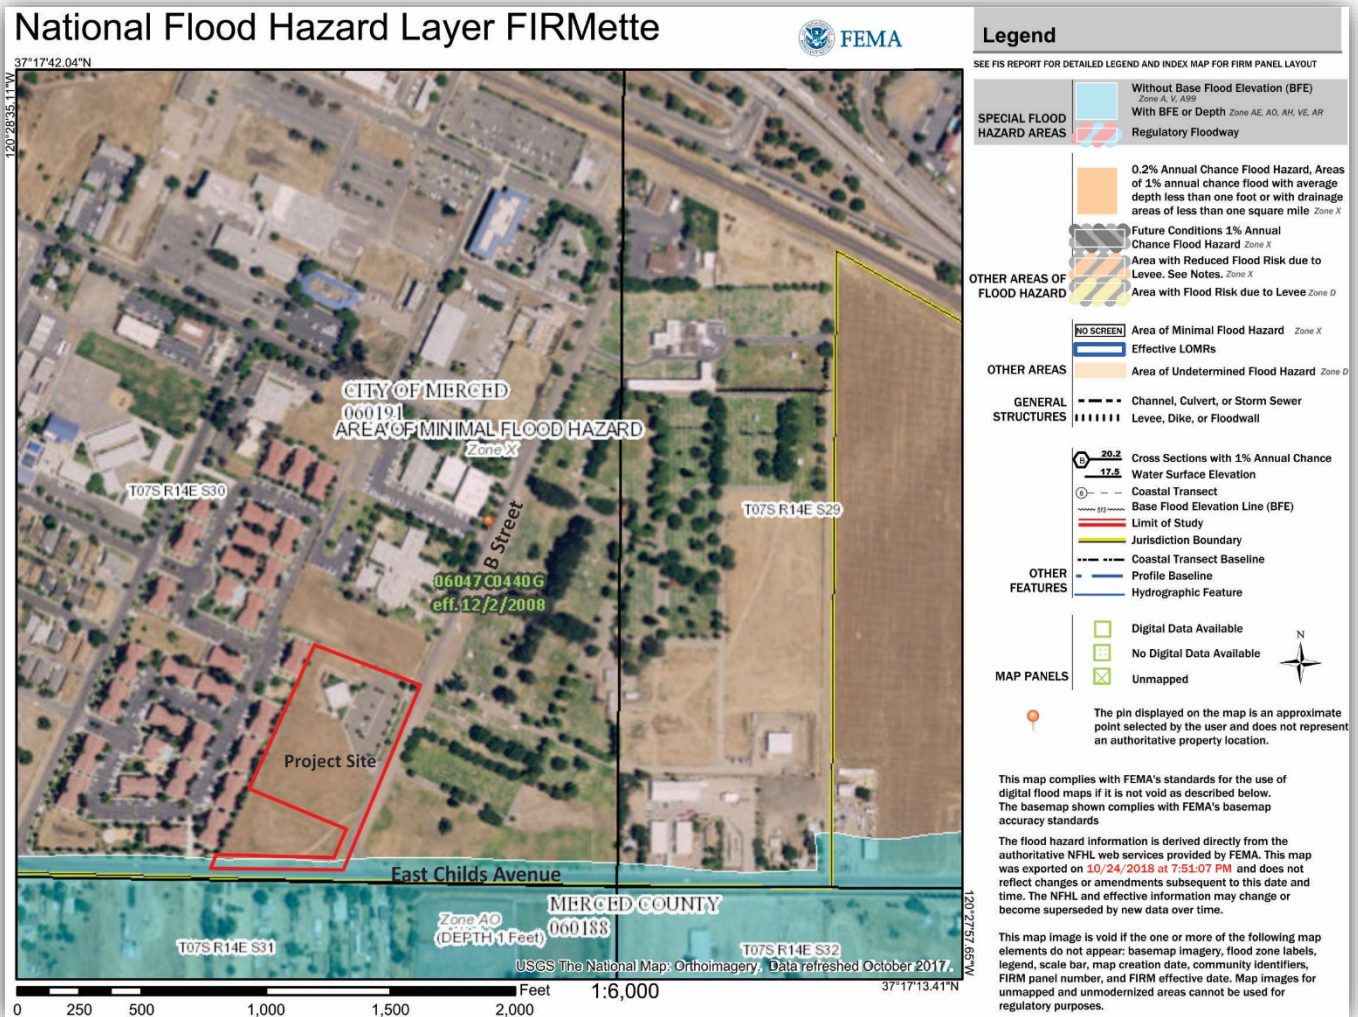 National Flood Hazard Layer FIRMette
FEMA
37°17'42.04"N
120°28'35.11"W
CITY OF MERCED
060191
AREA OF MINIMAL FLOOD HAZARD
Zone X
T07S R14E S30
T07S R14E S29
B Street
06047C0440G
eff. 12/2/2008
Project Site
East Childs Avenue
MERCED COUNTY
060188
Zone AO
(DEPTH 1 Feet)
T07S R14E S31
T07S R14E S32
USGS The National Map: Orthoimagery. Data refreshed October 2017.
120°27'57.65"W
37°17'13.41"N
Feet
1:6,000
0 250 500 1,000 1,500 2,000
Legend
SEE FIS REPORT FOR DETAILED LEGEND AND INDEX MAP FOR FIRM PANEL LAYOUT
SPECIAL FLOOD
HAZARD AREAS
Without Base Flood Elevation (BFE)
Zone A, V, A99
With BFE or Depth Zone AE, AO, AH, VE, AR
Regulatory Floodway
OTHER AREAS OF
FLOOD HAZARD
0.2% Annual Chance Flood Hazard, Areas
of 1% annual chance flood with average
depth less than one foot or with drainage
areas of less than one square mile Zone X
Future Conditions 1% Annual
Chance Flood Hazard Zone X
Area with Reduced Flood Risk due to
Levee. See Notes. Zone X
Area with Flood Risk due to Levee Zone D
OTHER AREAS
NO SCREEN Area of Minimal Flood Hazard Zone X
Effective LOMRs
Area of Undetermined Flood Hazard Zone D
GENERAL
STRUCTURES
Channel, Culvert, or Storm Sewer
Levee, Dike, or Floodwall
OTHER
FEATURES
B 20.2 Cross Sections with 1% Annual Chance
17.5 Water Surface Elevation
B Coastal Transect
513 Base Flood Elevation Line (BFE)
Limit of Study
Jurisdiction Boundary
Coastal Transect Baseline
Profile Baseline
Hydrographic Feature
MAP PANELS
Digital Data Available
No Digital Data Available
Unmapped
N
The pin displayed on the map is an approximate
point selected by the user and does not represent
an authoritative property location.
This map complies with FEMA's standards for the use of
digital flood maps if it is not void as described below.
The basemap shown complies with FEMA's basemap
accuracy standards
The flood hazard information is derived directly from the
authoritative NFHL web services provided by FEMA. This map
was exported on 10/24/2018 at 7:51:07 PM and does not
reflect changes or amendments subsequent to this date and
time. The NFHL and effective information may change or
become superseded by new data over time.
This map image is void if the one or more of the following map
elements do not appear: basemap imagery, flood zone labels,
legend, scale bar, map creation date, community identifiers,
FIRM panel number, and FIRM effective date. Map images for
unmapped and unmodernized areas cannot be used for
regulatory purposes.